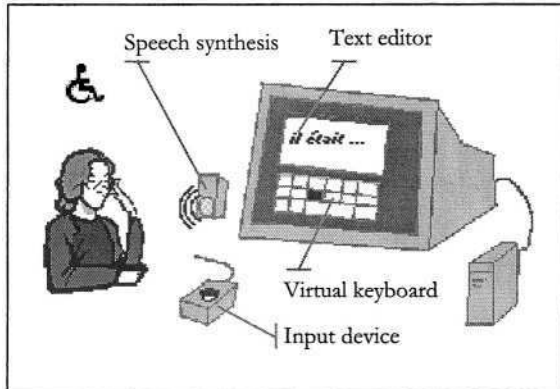 Speech synthesis
Text editor
il était ...
Virtual keyboard
Input device